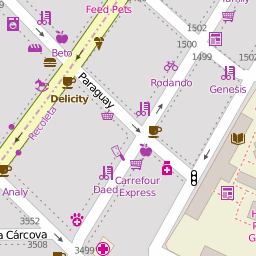 Feed Pets
family
1502
1500
Beto
Paraguay
1499
Rodando
Genesis
Delicity
Recoleta
Carrefour
Express
Daed
Analy
3552
a Cárcova
3508
3499